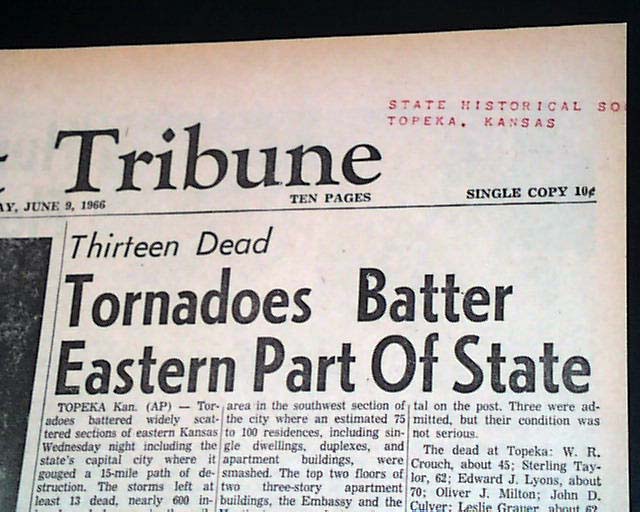 STATE HISTORICAL SO
TOPEKA, KANSAS
Tribune
AY, JUNE 9, 1966
TEN PAGES
SINGLE COPY 10¢
Thirteen Dead
Tornadoes Batter
Eastern Part Of State
TOPEKA Kan. (AP) — Tor-
adoes battered widely scat-
tered sections of eastern Kansas
Wednesday night including the
state's capital city where it
gouged a 15-mile path of de-
struction. The storms left at
least 13 dead, nearly 600 in-
area in the southwest section of
the city where an estimated 75
to 100 residences, including sin-
gle dwellings, duplexes, and
apartment buildings, were
smashed. The top two floors of
two three-story apartment
buildings, the Embassy and the
tal on the post. Three were ad-
mitted, but their condition was
not serious.
The dead at Topeka: W. R.
Crouch, about 45; Sterling Tay-
lor, 62; Edward J. Lyons, about
70; Oliver J. Milton; John D.
Culver; Leslie Grauer, about 62